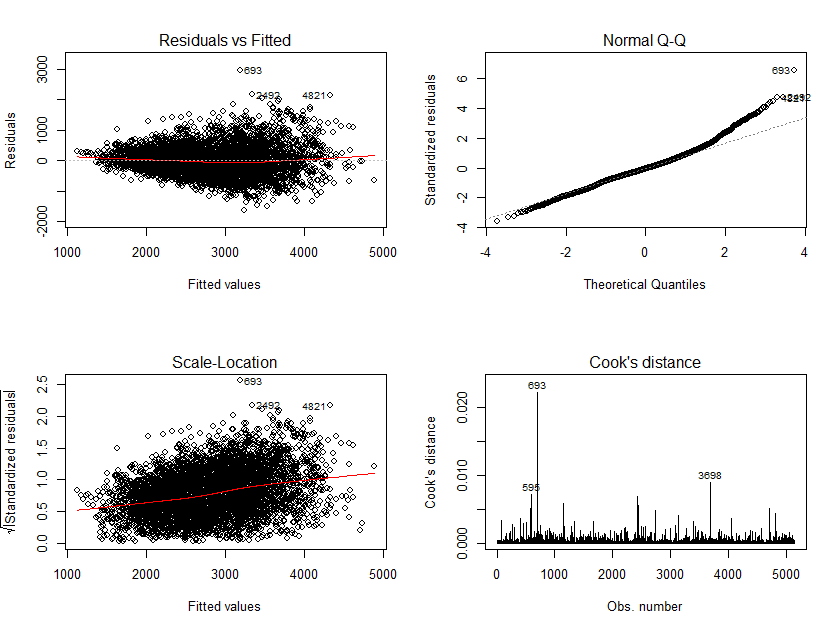 Residuals vs Fitted
Residuals
3000
1000
0
-2000
693
2492
4821
1000 2000 3000 4000 5000
Fitted values
Normal Q-Q
Standardized residuals
6
4
2
0
-2
-4
693
2492
4821
-4 -2 0 2 4
Theoretical Quantiles
Scale-Location
√|Standardized residuals|
2.5
2.0
1.5
1.0
0.5
0.0
693
2492
4821
1000 2000 3000 4000 5000
Fitted values
Cook's distance
Cook's distance
0.020
0.010
0.000
693
595
3698
0 1000 2000 3000 4000 5000
Obs. number